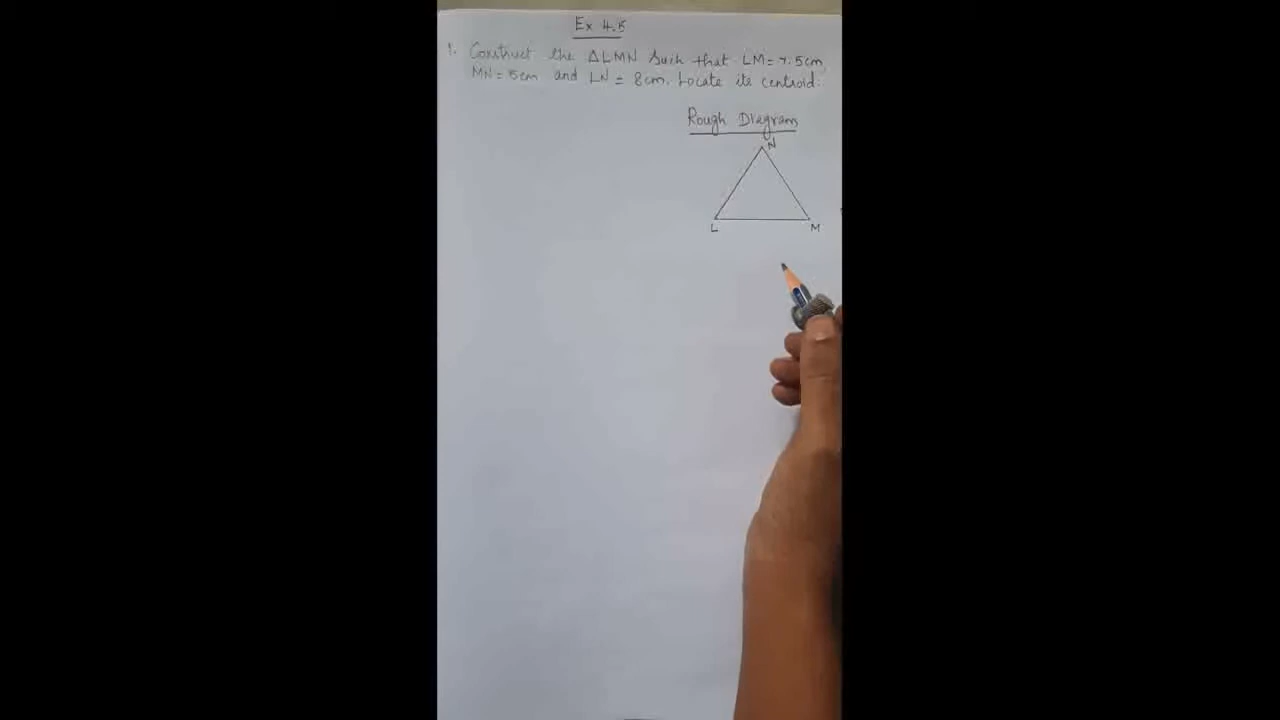 Ex 4.5
1. Construct the △LMN such that LM = 7.5cm,
MN = 5cm and LN = 8cm. Locate its centroid.
Rough Diagram
N
L M